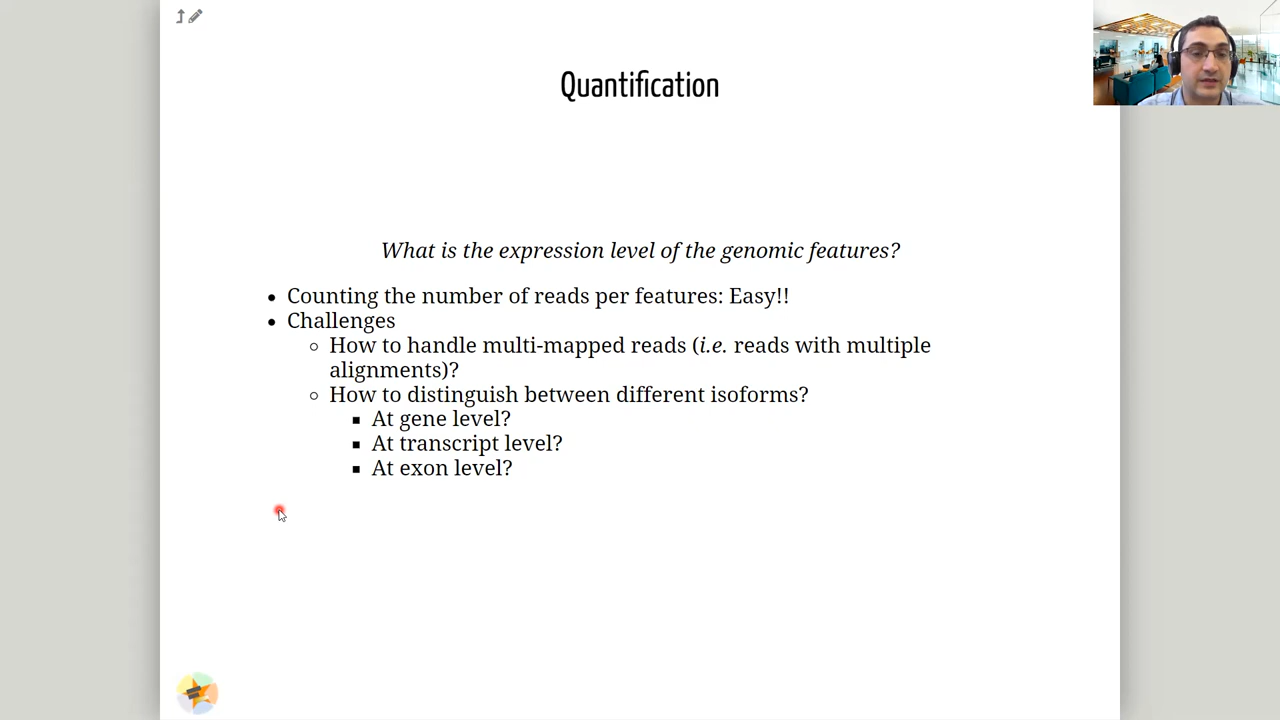 Quantification
What is the expression level of the genomic features?
Counting the number of reads per features: Easy!!
Challenges
How to handle multi-mapped reads (i.e. reads with multiple
alignments)?
How to distinguish between different isoforms?
At gene level?
At transcript level?
At exon level?